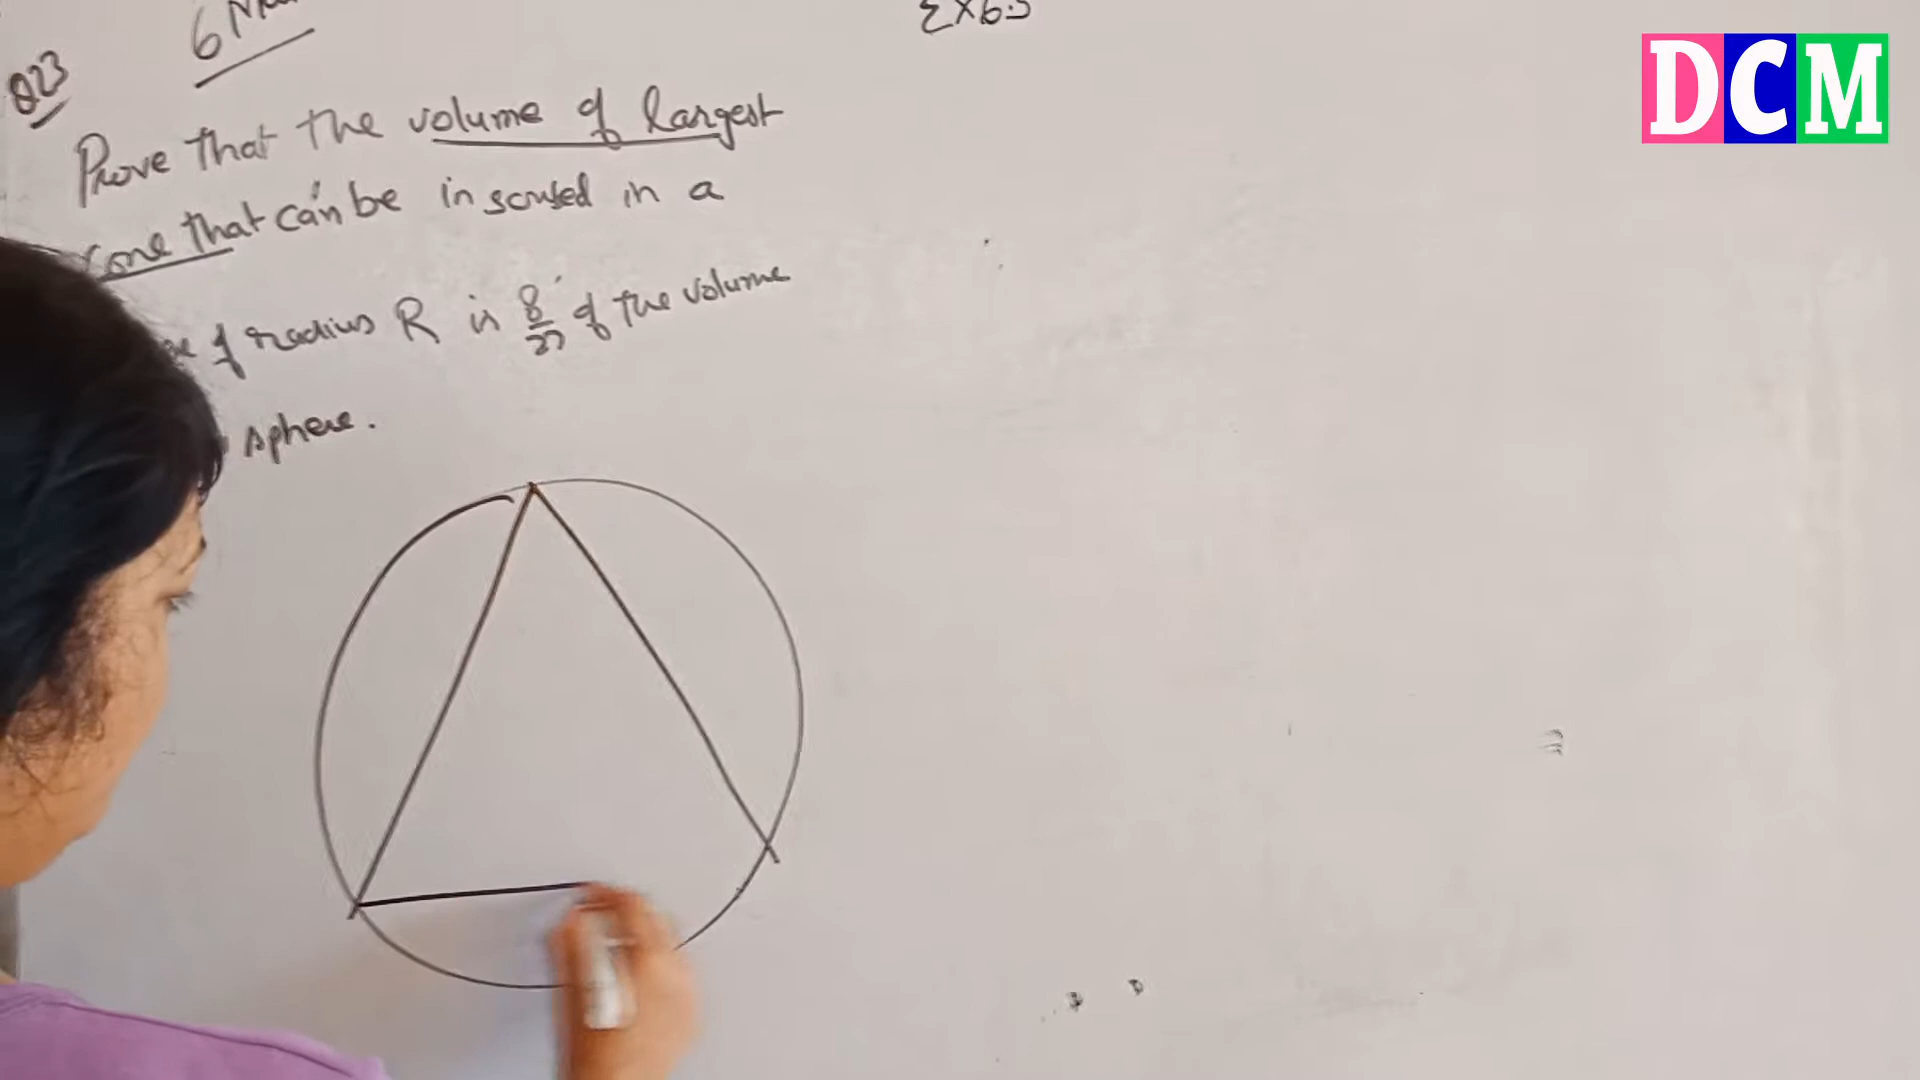 Q23
6 Mar
Ex 6.5
DCM
Prove that the volume of largest
cone that can be inscribed in a
of radius R is 8/27 of the volume
sphere.